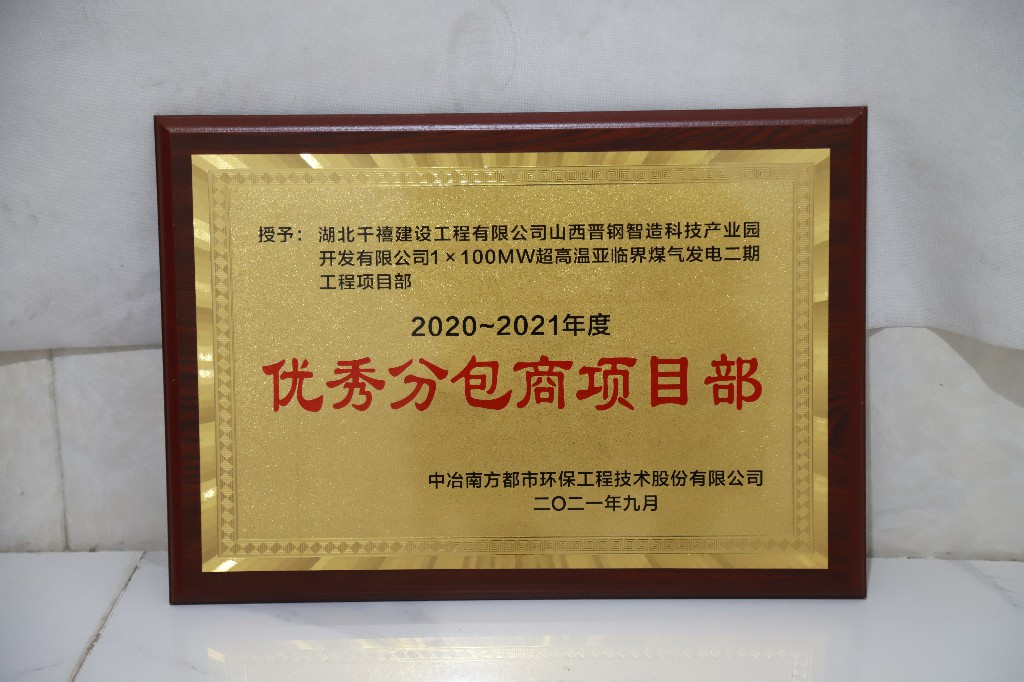 授予：湖北千禧建设工程有限公司山西晋钢智造科技产业园
开发有限公司1×100MW超高温亚临界煤气发电二期
工程项目部
2020~2021年度
优秀分包商项目部
中冶南方都市环保工程技术股份有限公司
二〇二一年九月